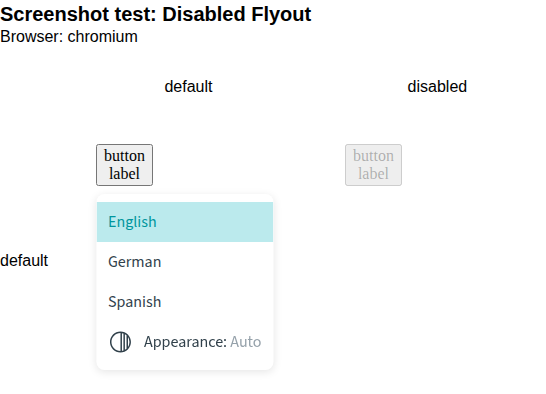 Screenshot test: Disabled Flyout
Browser: chromium
default
disabled
button
label
button
label
default
English
German
Spanish
Appearance: Auto